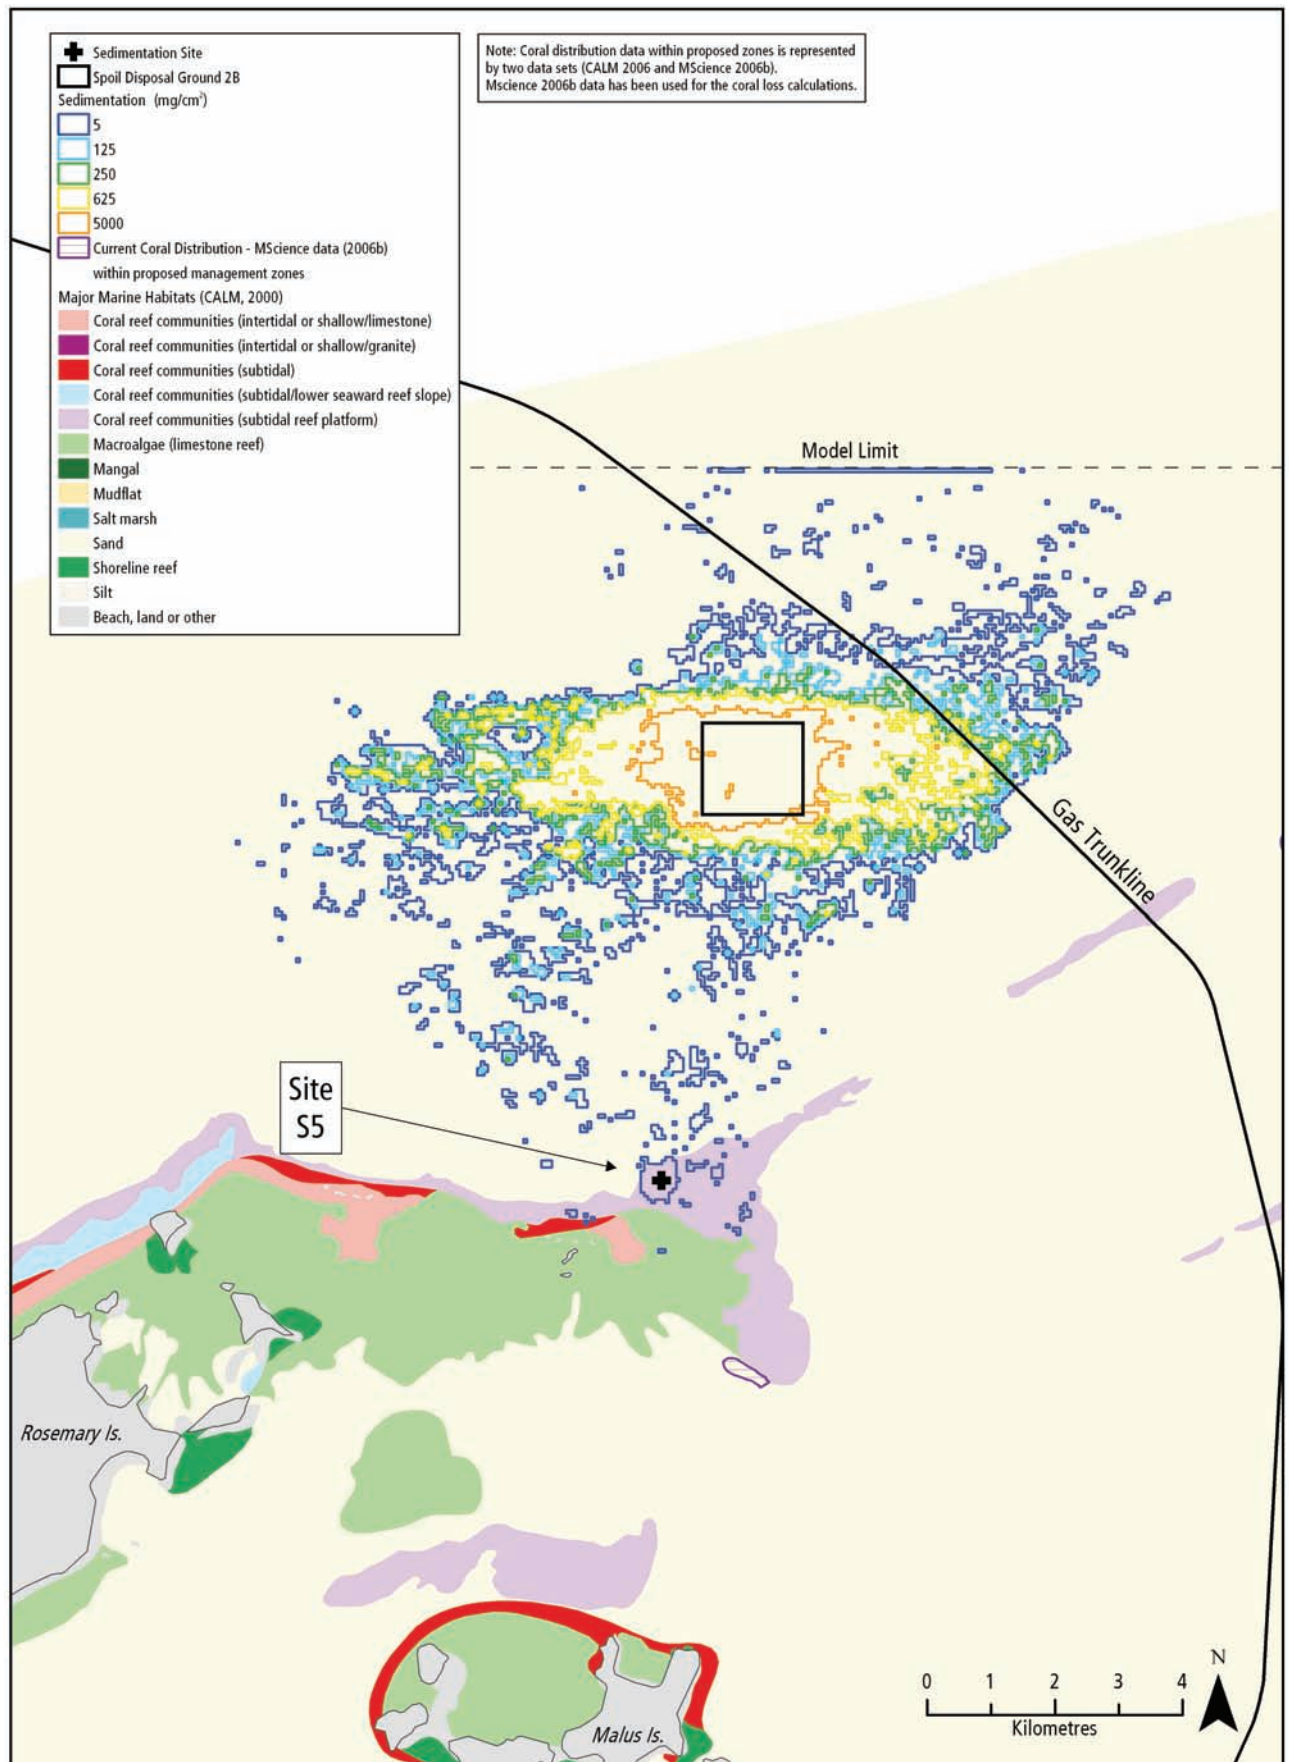 Sedimentation Site
Spoil Disposal Ground 2B
Sedimentation (mg/cm²)
5
125
250
625
5000
Current Coral Distribution - MScience data (2006b)
within proposed management zones
Major Marine Habitats (CALM, 2000)
Coral reef communities (intertidal or shallow/limestone)
Coral reef communities (intertidal or shallow/granite)
Coral reef communities (subtidal)
Coral reef communities (subtidal/lower seaward reef slope)
Coral reef communities (subtidal reef platform)
Macroalgae (limestone reef)
Mangal
Mudflat
Salt marsh
Sand
Shoreline reef
Silt
Beach, land or other
Note: Coral distribution data within proposed zones is represented
by two data sets (CALM 2006 and MScience 2006b).
Mscience 2006b data has been used for the coral loss calculations.
Model Limit
Gas Trunkline
Site
S5
Rosemary Is.
Malus Is.
N
0 1 2 3 4
Kilometres